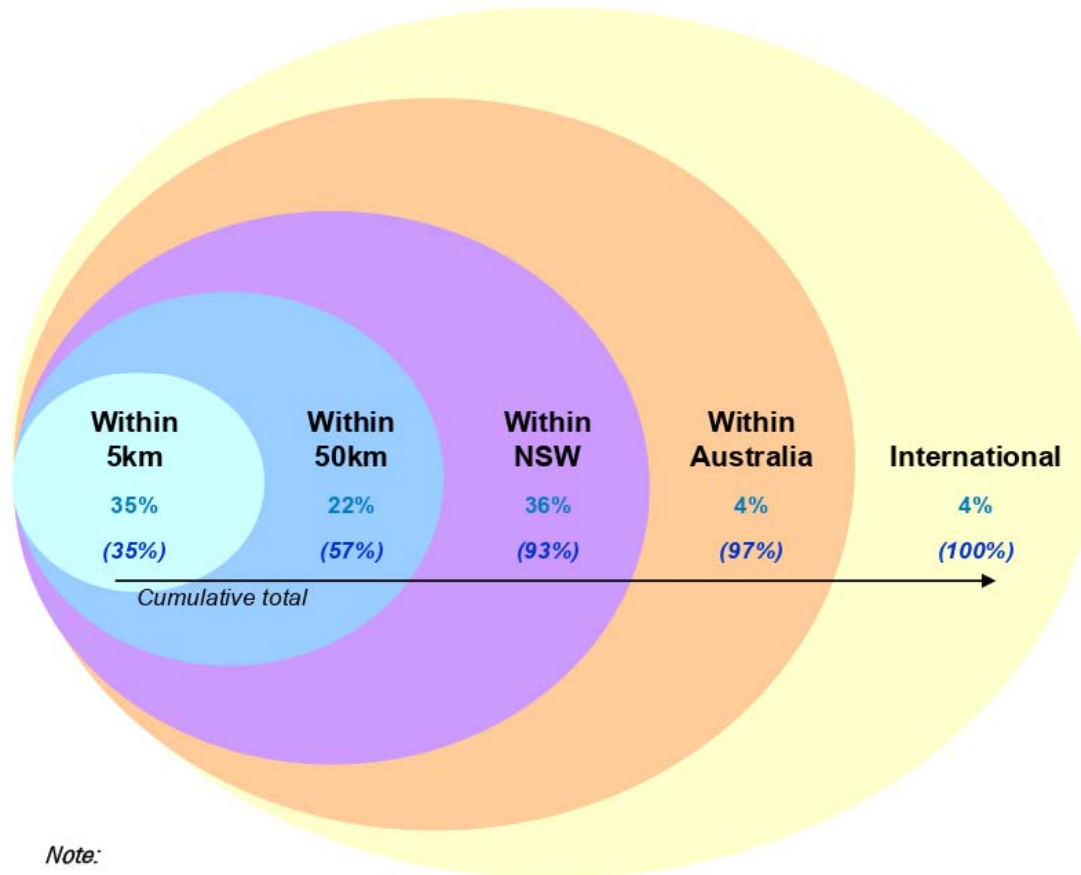 Within
5km
35%
(35%)
Within
50km
22%
(57%)
Within
NSW
36%
(93%)
Within
Australia
4%
(97%)
International
4%
(100%)
Cumulative total
Note: